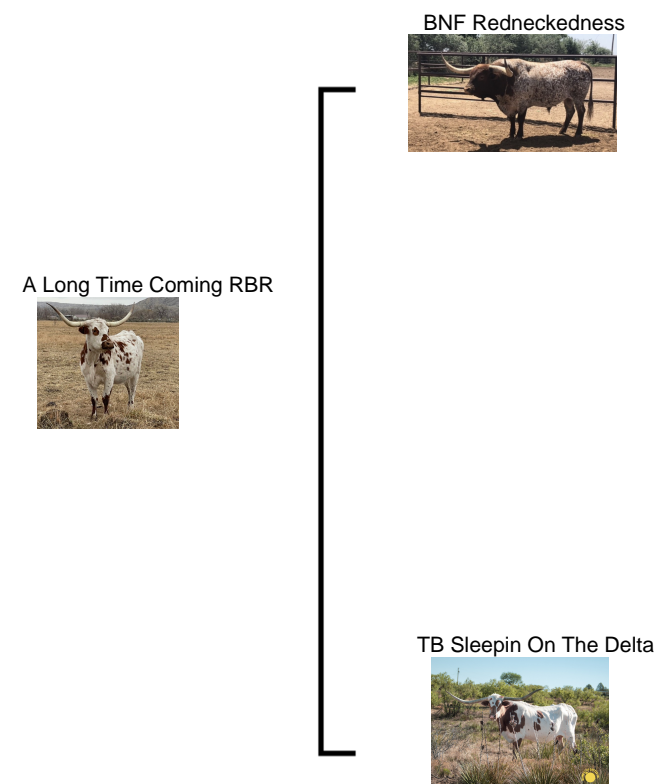 BNF Redneckedness
A Long Time Coming RBR
TB Sleepin On The Delta